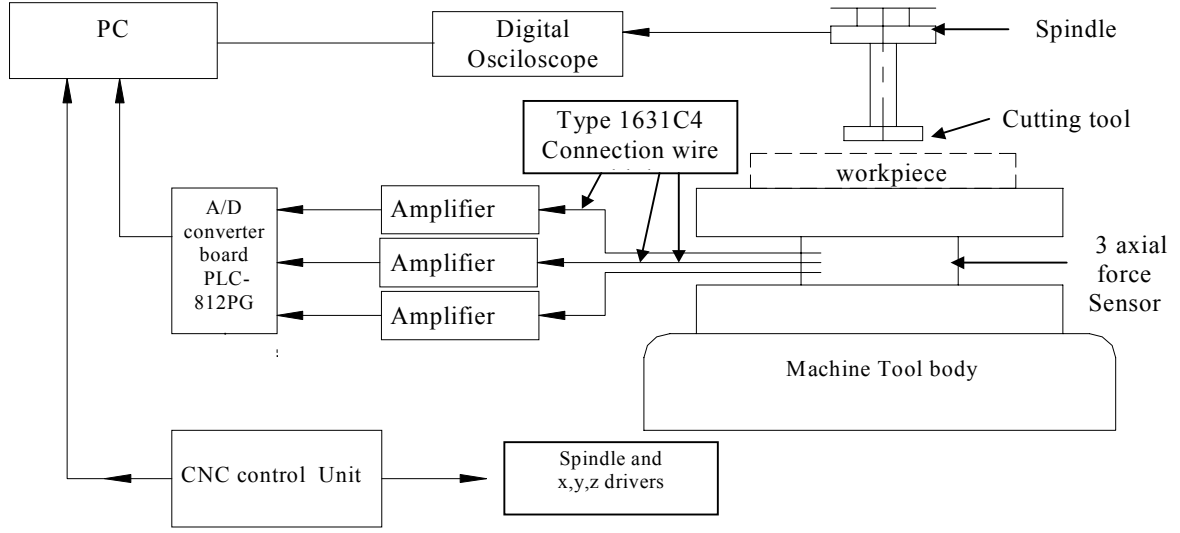 PC
Digital
Osciloscope
Spindle
Type 1631C4
Connection wire
Cutting tool
workpiece
A/D
converter
board
PLC-
812PG
Amplifier
Amplifier
Amplifier
3 axial
force
Sensor
Machine Tool body
CNC control Unit
Spindle and
x,y,z drivers